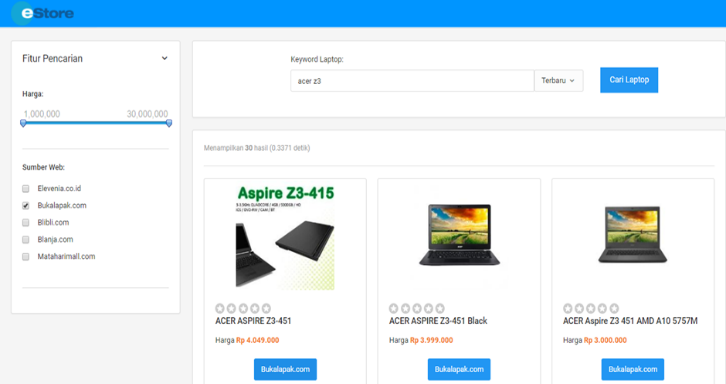 eStore
Fitur Pencarian
Harga:
1,000,000 30,000,000
Sumber Web:
Elevenia.co.id
Bukalapak.com
Blibli.com
Blanja.com
Mataharimall.com
Keyword Laptop:
acer z3 Terbaru Cari Laptop
Menampilkan 30 hasil (0.3371 detik)
Aspire Z3-415
ACER ASPIRE Z3-451
Harga Rp 4.049.000
Bukalapak.com
ACER ASPIRE Z3-451 Black
Harga Rp 3.999.000
Bukalapak.com
ACER Aspire Z3 451 AMD A10 5757M
Harga Rp 3.000.000
Bukalapak.com